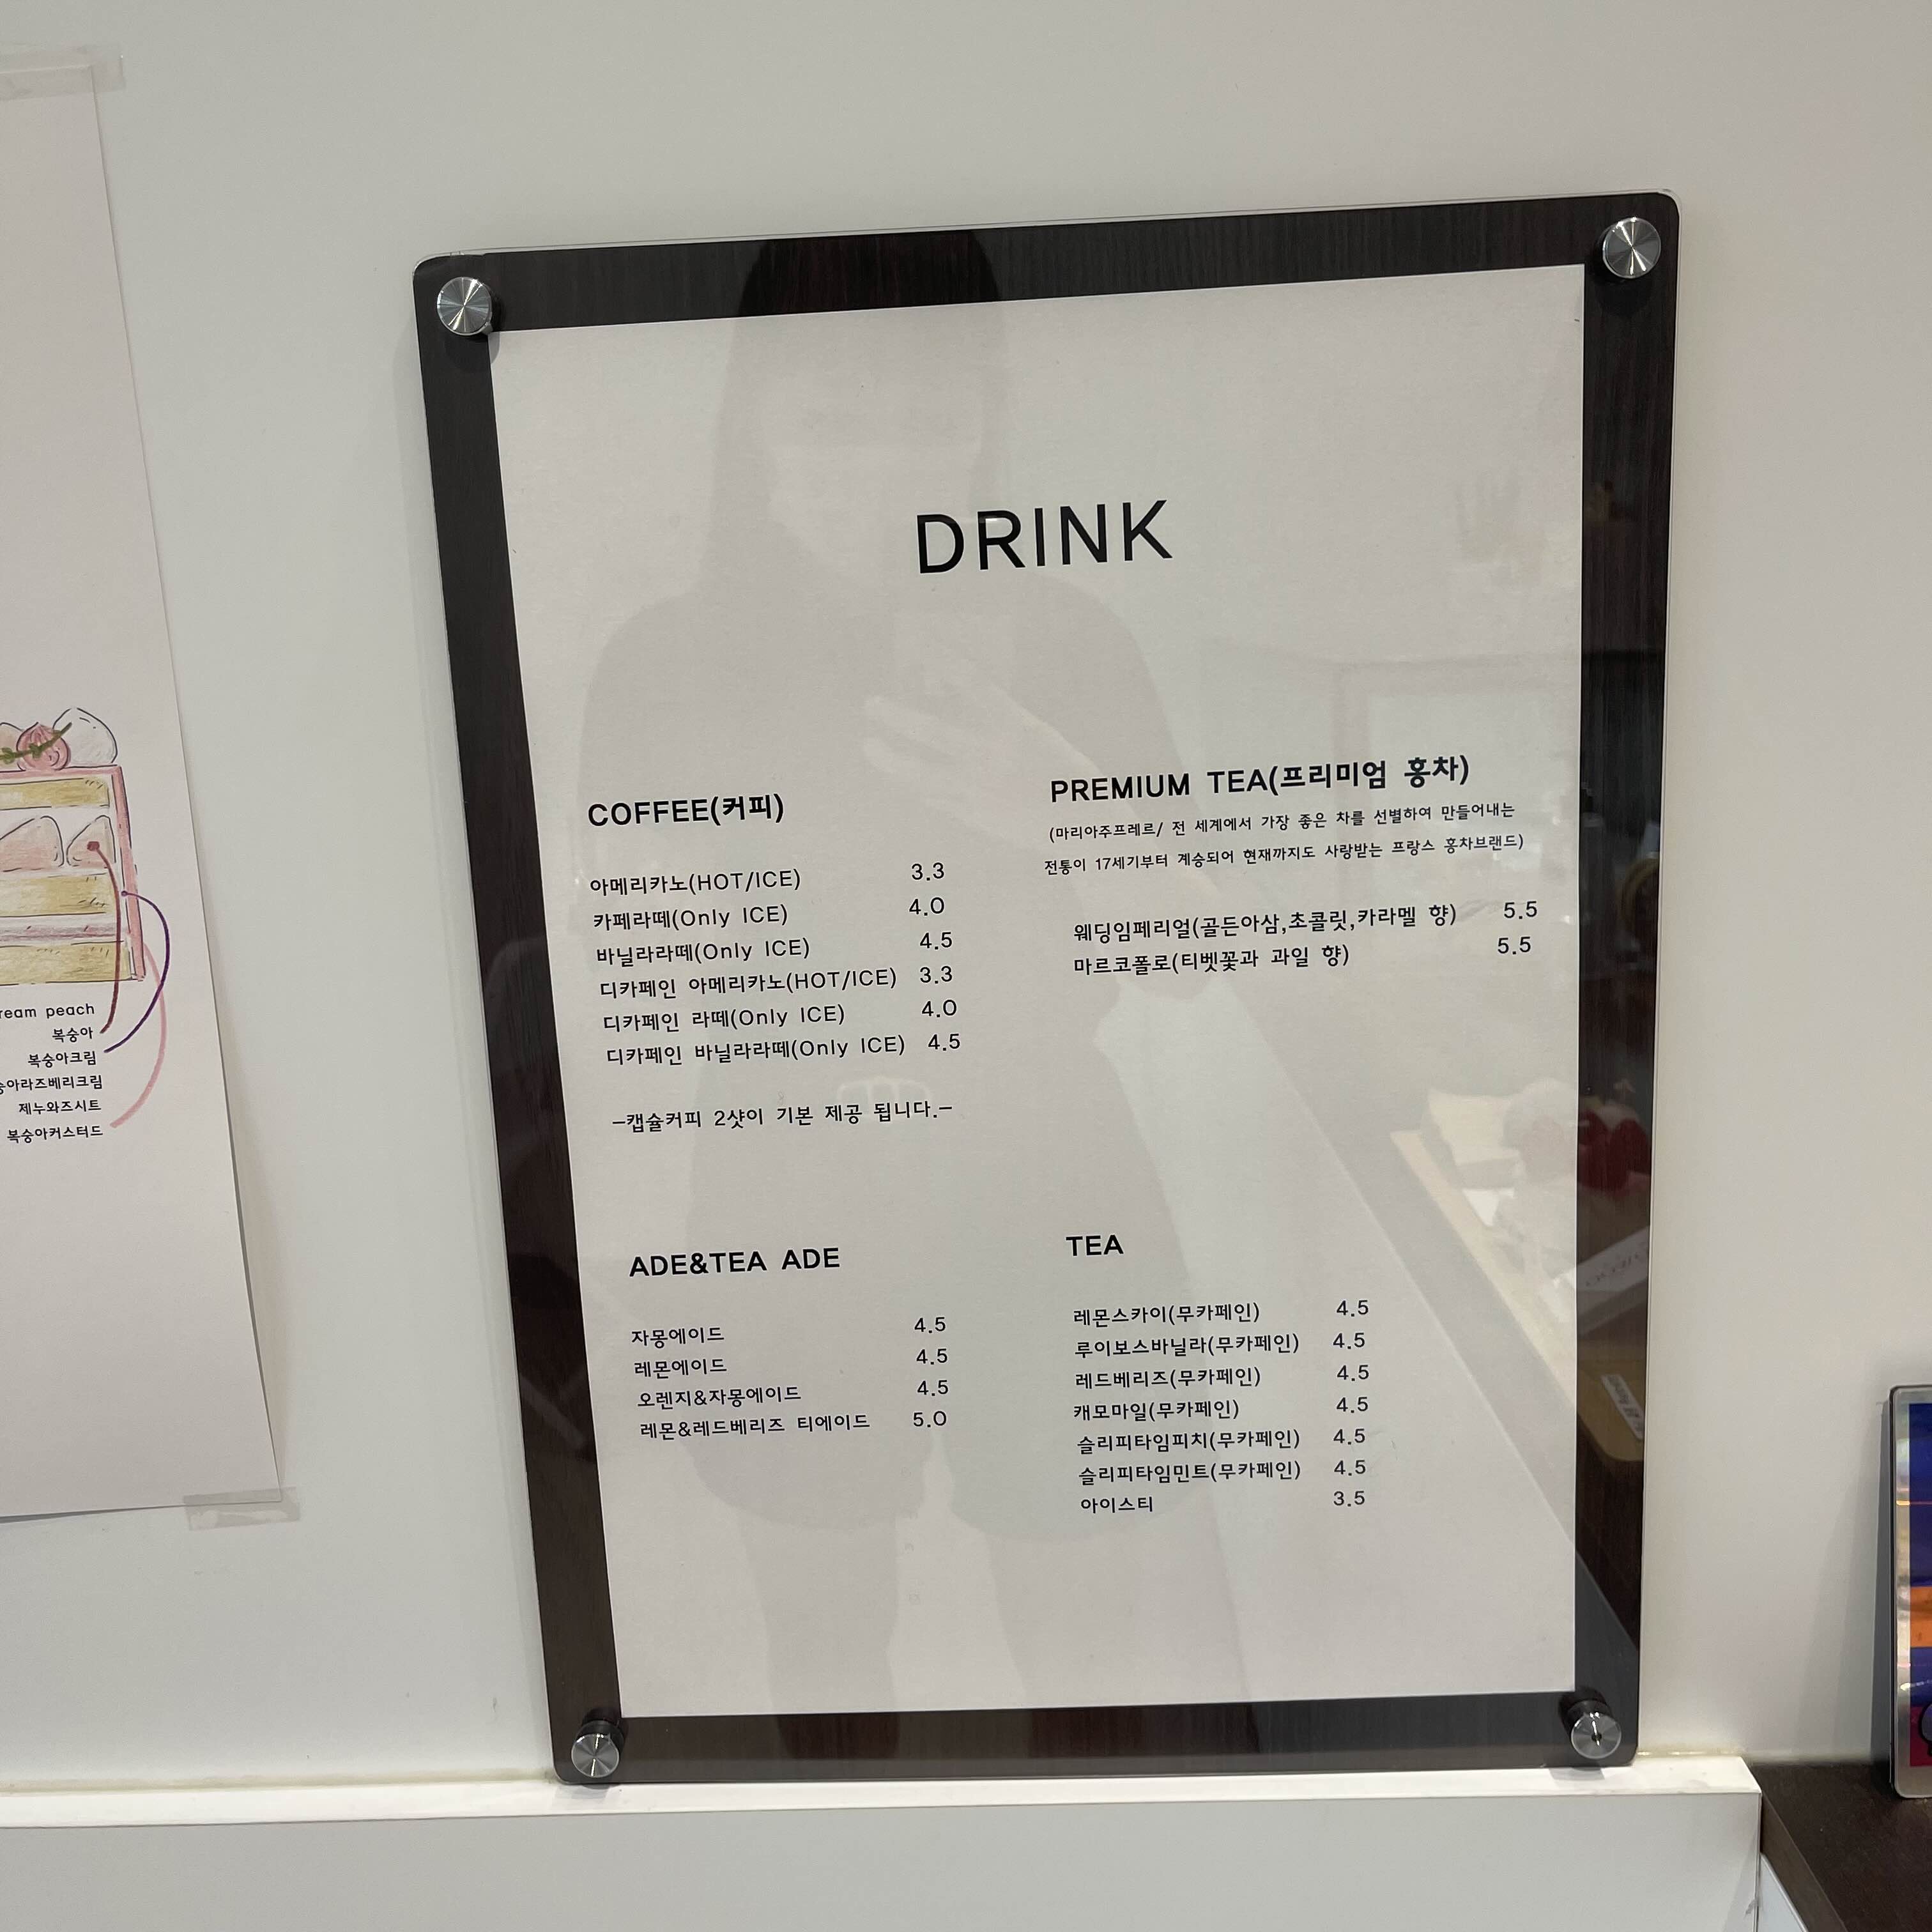 DRINK
COFFEE(커피)
아메리카노(HOT/ICE) 3.3
카페라떼(Only ICE) 4.0
바닐라라떼(Only ICE) 4.5
디카페인 아메리카노(HOT/ICE) 3.3
디카페인 라떼(Only ICE) 4.0
디카페인 바닐라라떼(Only ICE) 4.5
-캡슐커피 2샷이 기본 제공 됩니다.-
PREMIUM TEA(프리미엄 홍차)
(마리아주프레르/ 전 세계에서 가장 좋은 차를 선별하여 만들어내는
전통이 17세기부터 계승되어 현재까지도 사랑받는 프랑스 홍차브랜드)
웨딩임페리얼(골든아삼,초콜릿,카라멜 향) 5.5
마르코폴로(티벳꽃과 과일 향) 5.5
ADE&TEA ADE
자몽에이드 4.5
레몬에이드 4.5
오렌지&자몽에이드 4.5
레몬&레드베리즈 티에이드 5.0
TEA
레몬스카이(무카페인) 4.5
루이보스바닐라(무카페인) 4.5
레드베리즈(무카페인) 4.5
캐모마일(무카페인) 4.5
슬리피타임피치(무카페인) 4.5
슬리피타임민트(무카페인) 4.5
아이스티 3.5
peach
복숭아
복숭아크림
제누와즈시트
복숭아커스터드